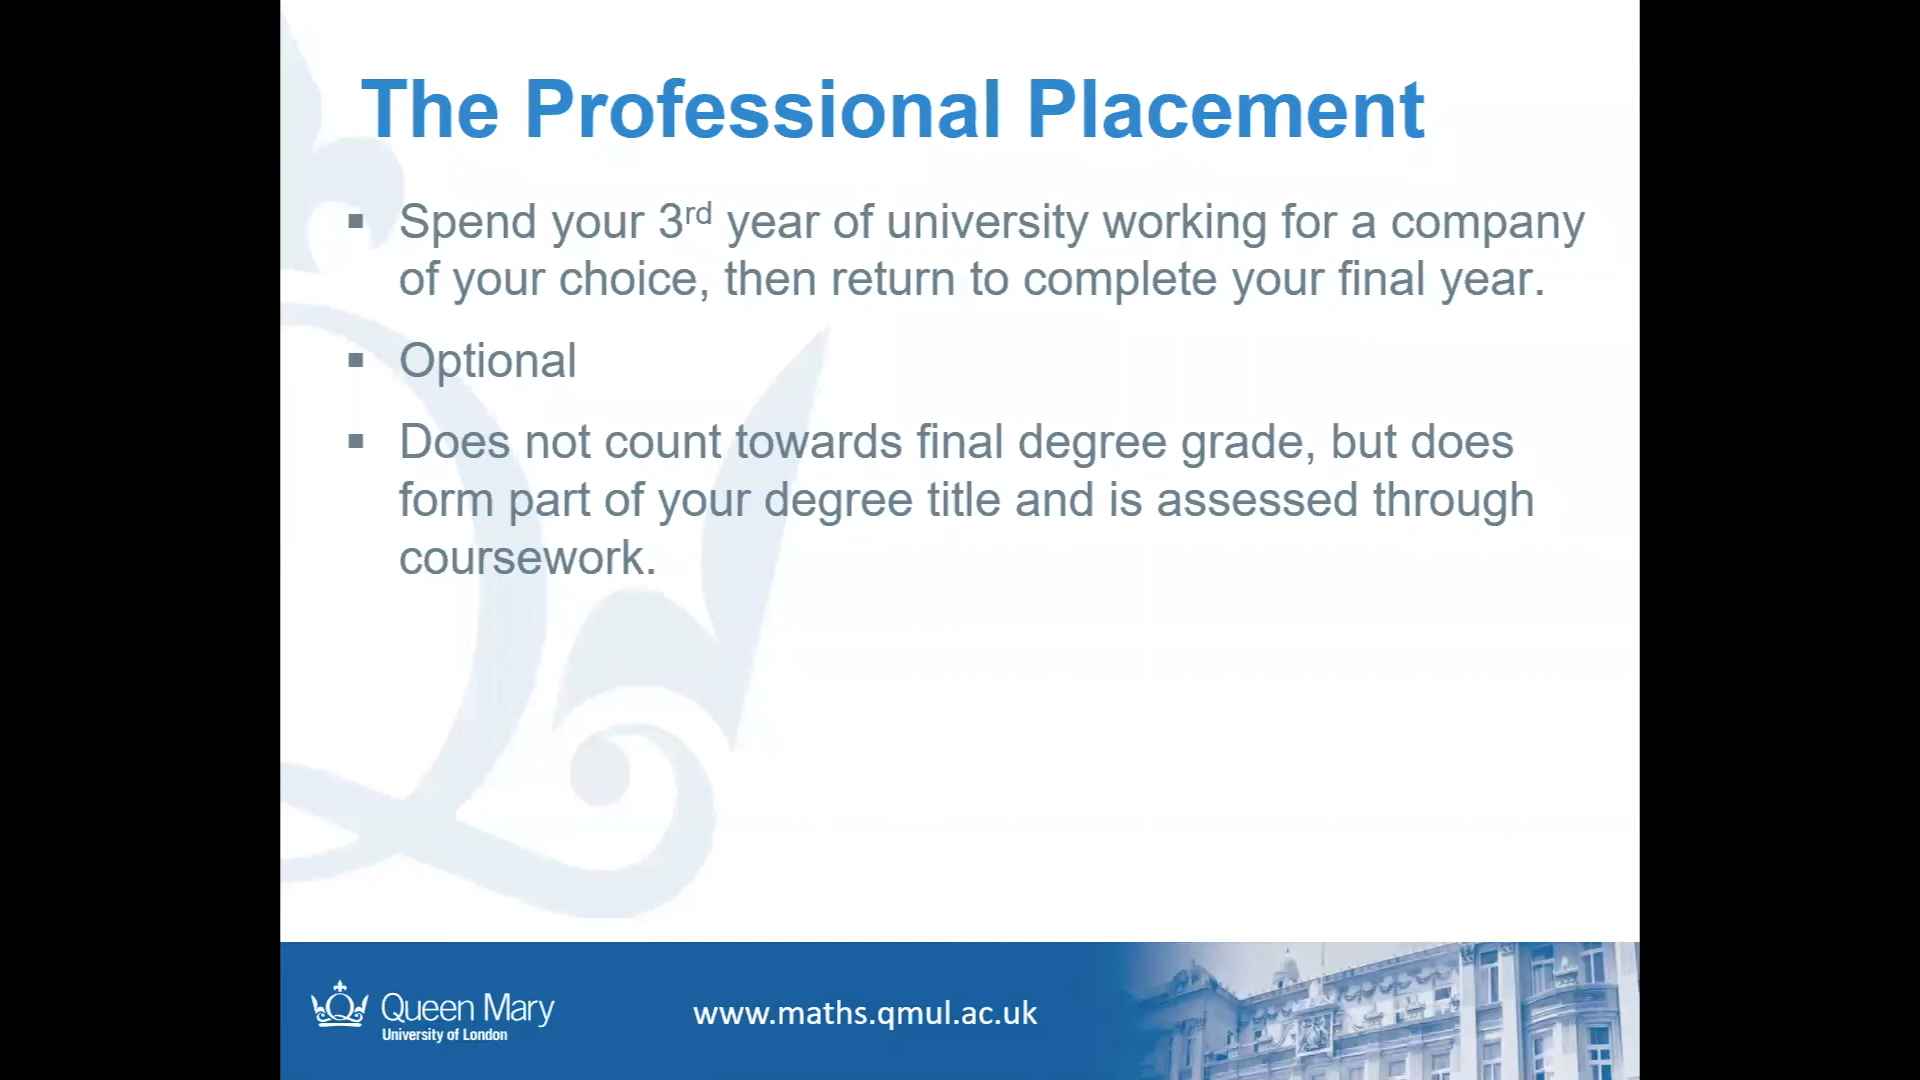 The Professional Placement
▪ Spend your 3rd year of university working for a company
of your choice, then return to complete your final year.
▪ Optional
▪ Does not count towards final degree grade, but does
form part of your degree title and is assessed through
coursework.
Queen Mary
University of London
www.maths.qmul.ac.uk